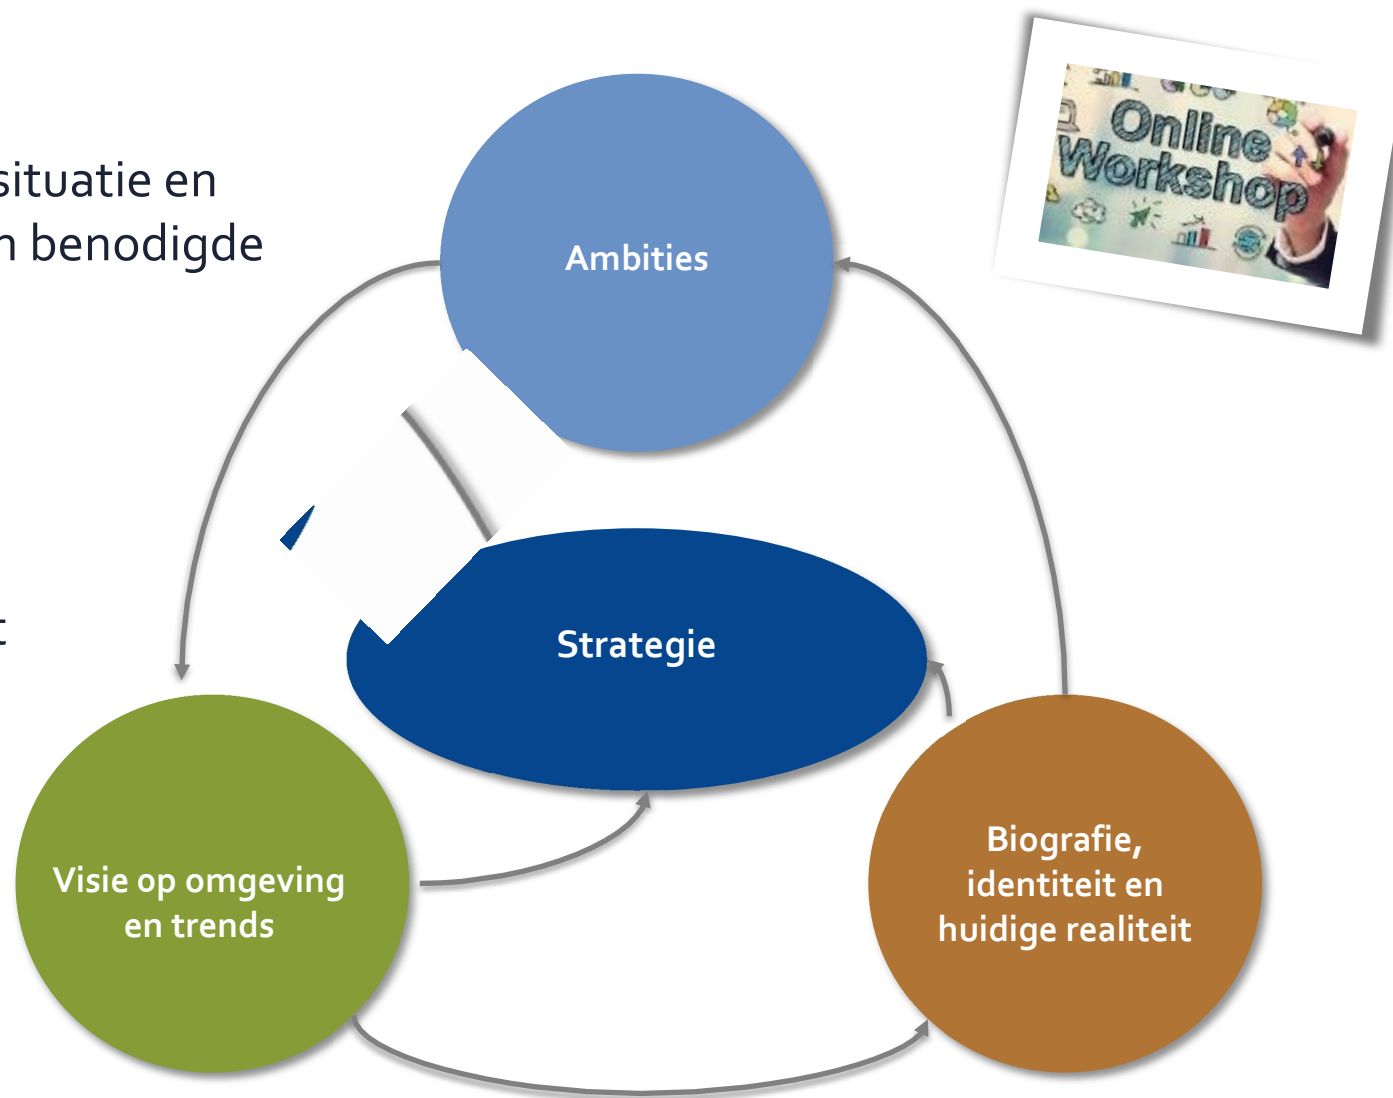 situatie en
benodigde
Ambities
Online
Workshop
Strategie
Visie op omgeving
en trends
Biografie,
identiteit en
huidige realiteit